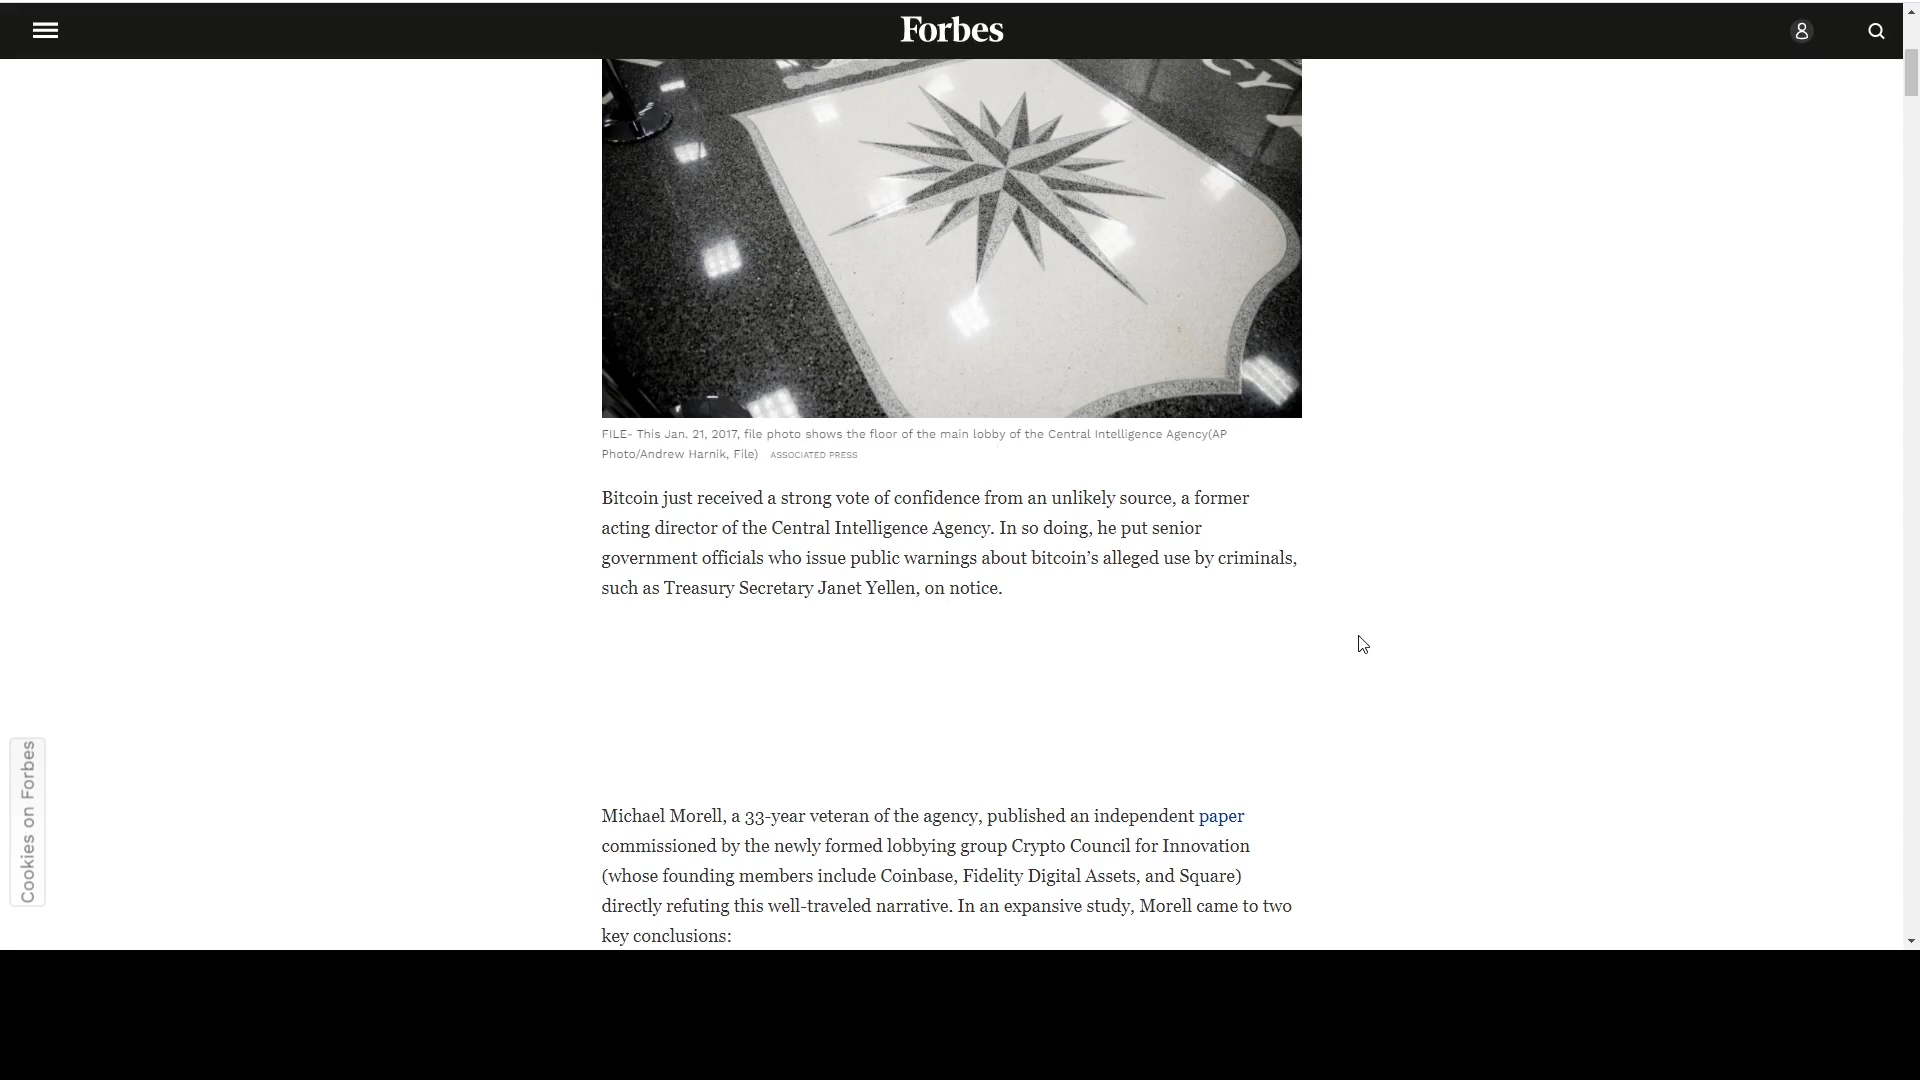 Forbes
CY
FILE- This Jan. 21, 2017, file photo shows the floor of the main lobby of the Central Intelligence Agency(AP
Photo/Andrew Harnik, File) ASSOCIATED PRESS
Bitcoin just received a strong vote of confidence from an unlikely source, a former
acting director of the Central Intelligence Agency. In so doing, he put senior
government officials who issue public warnings about bitcoin’s alleged use by criminals,
such as Treasury Secretary Janet Yellen, on notice.
Michael Morell, a 33-year veteran of the agency, published an independent paper
commissioned by the newly formed lobbying group Crypto Council for Innovation
(whose founding members include Coinbase, Fidelity Digital Assets, and Square)
directly refuting this well-traveled narrative. In an expansive study, Morell came to two
key conclusions:
Cookies on Forbes